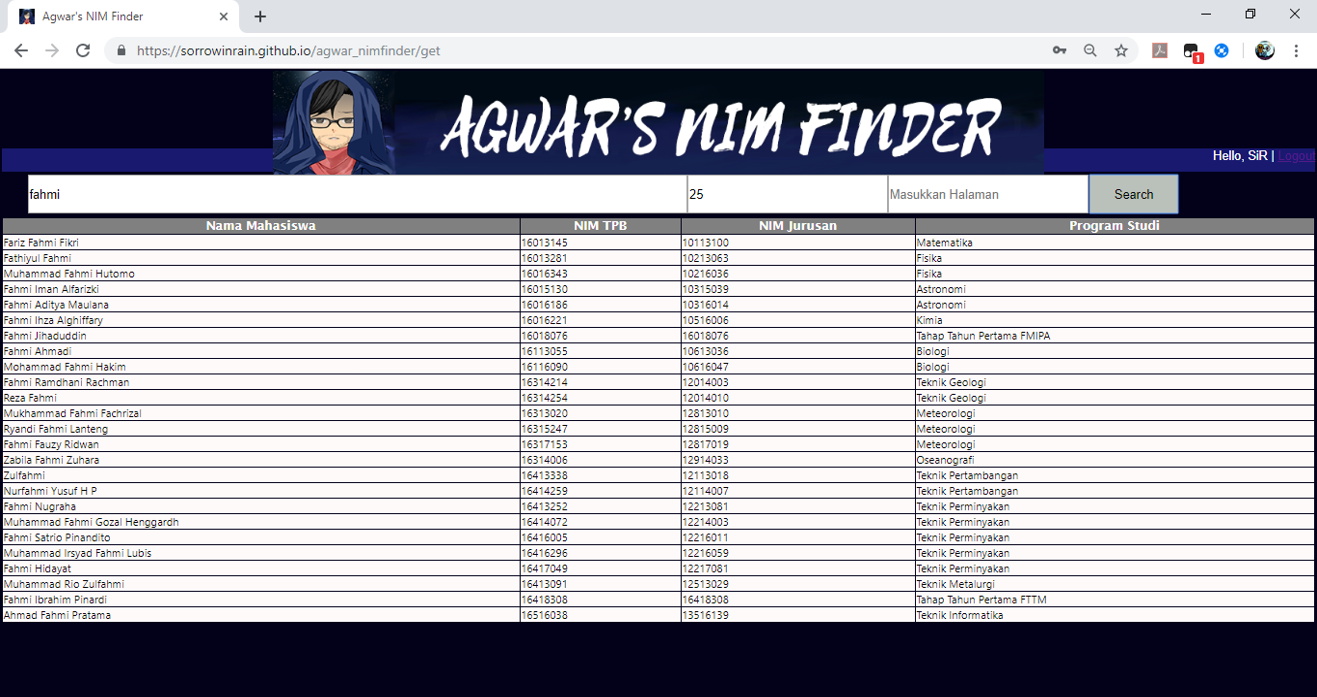 Agwar's NIM Finder
https://sorrowinrain.github.io/agwar_nimfinder/get
1
AGWAR'S NIM FINDER
Hello, SiR | Logout
fahmi 25 Masukkan Halaman Search
Nama Mahasiswa NIM TPB NIM Jurusan Program Studi
Fariz Fahmi Fikri 16013145 10113100 Matematika
Fathiyul Fahmi 16013281 10213063 Fisika
Muhammad Fahmi Hutomo 16016343 10216036 Fisika
Fahmi Iman Alfarizki 16015130 10315039 Astronomi
Fahmi Aditya Maulana 16016186 10316014 Astronomi
Fahmi Ihza Alghiffary 16016221 10516006 Kimia
Fahmi Jihaduddin 16018076 16018076 Tahap Tahun Pertama FMIPA
Fahmi Ahmadi 16113055 10613036 Biologi
Mohammad Fahmi Hakim 16116090 10616047 Biologi
Fahmi Ramdhani Rachman 16314214 12014003 Teknik Geologi
Reza Fahmi 16314254 12014010 Teknik Geologi
Mukhammad Fahmi Fachrizal 16313020 12813010 Meteorologi
Ryandi Fahmi Lanteng 16315247 12815009 Meteorologi
Fahmi Fauzy Ridwan 16317153 12817019 Meteorologi
Zabila Fahmi Zuhara 16314006 12914033 Oseanografi
Zulfahmi 16413338 12113018 Teknik Pertambangan
Nurfahmi Yusuf H P 16414259 12114007 Teknik Pertambangan
Fahmi Nugraha 16413252 12213081 Teknik Perminyakan
Muhammad Fahmi Gozal Henggardh 16414072 12214003 Teknik Perminyakan
Fahmi Satrio Pinandito 16416005 12216011 Teknik Perminyakan
Muhammad Irsyad Fahmi Lubis 16416296 12216059 Teknik Perminyakan
Fahmi Hidayat 16417049 12217081 Teknik Perminyakan
Muhammad Rio Zulfahmi 16413091 12513029 Teknik Metalurgi
Fahmi Ibrahim Pinardi 16418308 16418308 Tahap Tahun Pertama FTTM
Ahmad Fahmi Pratama 16516038 13516139 Teknik Informatika